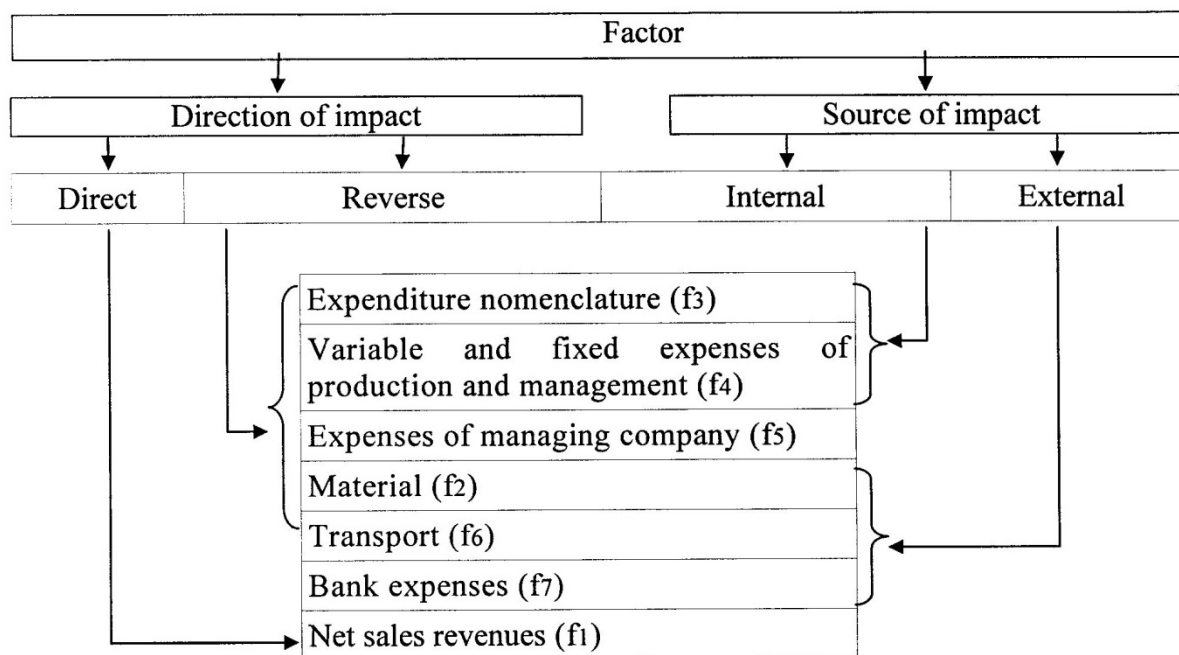 Factor
Direction of impact
Source of impact
Direct
Reverse
Internal
External
Expenditure nomenclature (f3)
Variable and fixed expenses of
production and management (f4)
Expenses of managing company (f5)
Material (f2)
Transport (f6)
Bank expenses (f7)
Net sales revenues (f1)